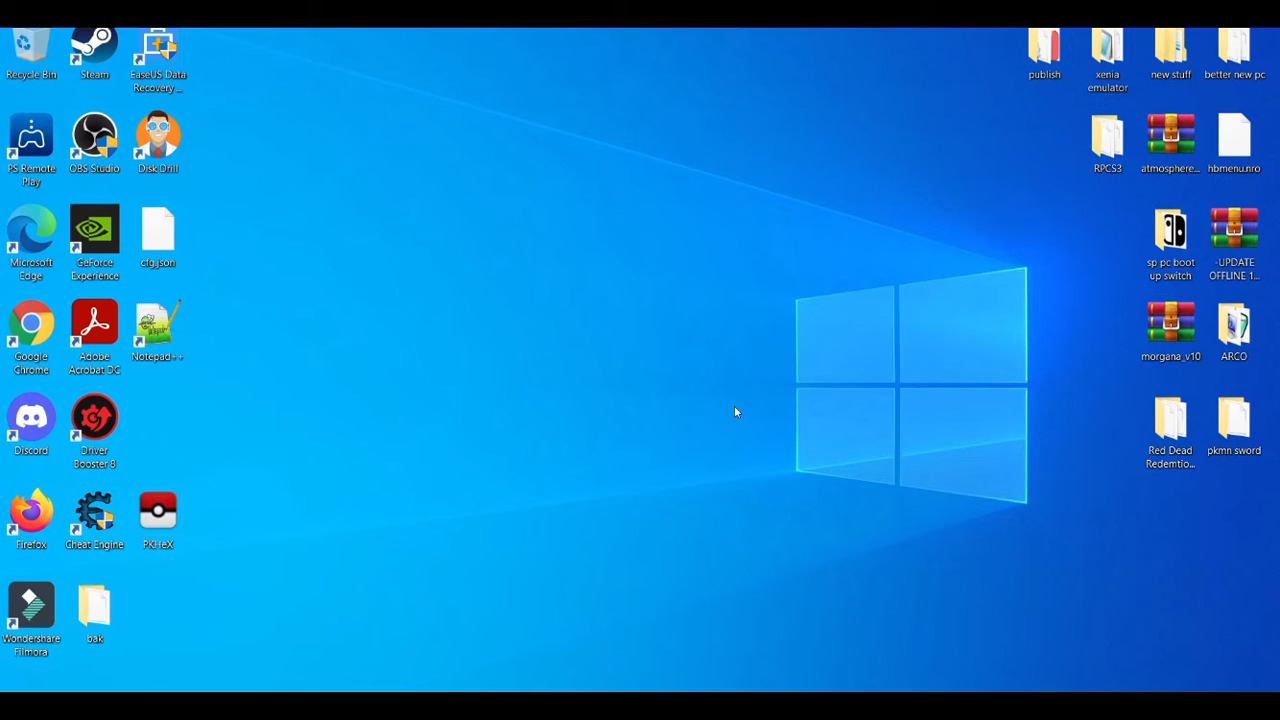 Recycle Bin
Steam
EaseUS Data
Recovery ...
publish
xenia
emulator
new stuff
better new pc
PS Remote
Play
OBS Studio
Disk Drill
RPCS3
atmosphere...
hbmenu.nro
Microsoft
Edge
GeForce
Experience
cfg.json
sp pc boot
up switch
-UPDATE
OFFLINE 1...
Google
Chrome
Adobe
Acrobat DC
Notepad++
morgana_v10
ARCO
Discord
Driver
Booster 8
Red Dead
Redemtio...
pkmn sword
Firefox
Cheat Engine
PKHeX
Wondershare
Filmora
bak